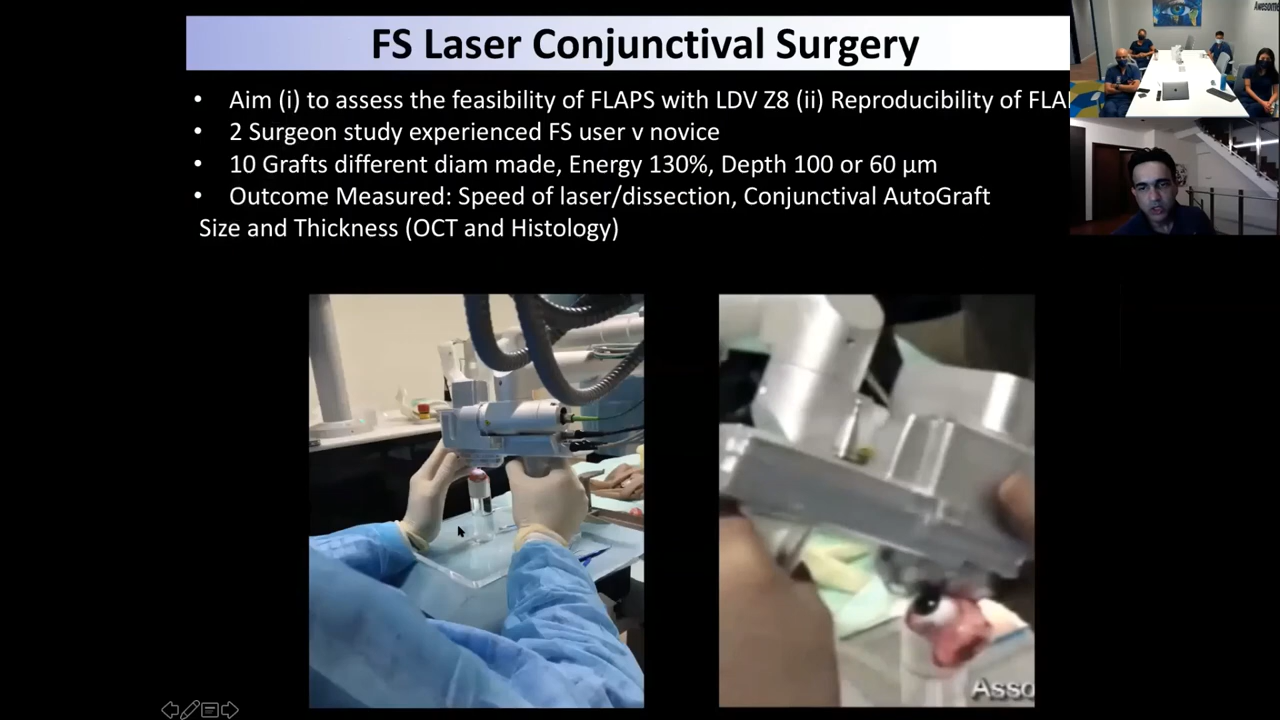 FS Laser Conjunctival Surgery
• Aim (i) to assess the feasibility of FLAPS with LDV Z8 (ii) Reproducibility of FLA
• 2 Surgeon study experienced FS user v novice
• 10 Grafts different diam made, Energy 130%, Depth 100 or 60 µm
• Outcome Measured: Speed of laser/dissection, Conjunctival AutoGraft
Size and Thickness (OCT and Histology)
Awesome
Asso